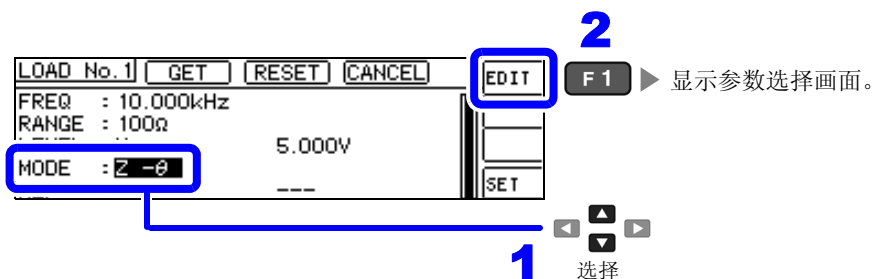 2
LOAD No.1 GET RESET CANCEL EDIT
F1 显示参数选择画面。
FREQ : 10.000kHz
RANGE : 100Ω
5.000V
MODE : Z -θ
---
SET
1
选择